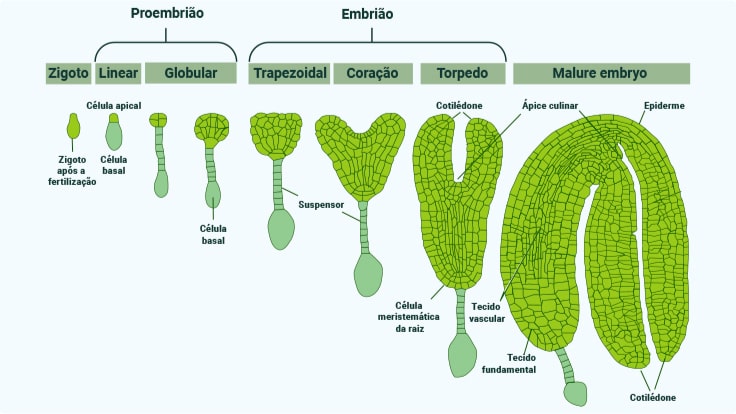 Proembrião
Embrião
Zigoto
Linear
Globular
Trapezoidal
Coração
Torpedo
Malure embryo
Célula apical
Cotilédone
Ápice culinar
Epiderme
Zigoto
após a
fertilização
Célula
basal
Célula
basal
Suspensor
Célula
meristemática
da raiz
Tecido
vascular
Tecido
fundamental
Cotilédone